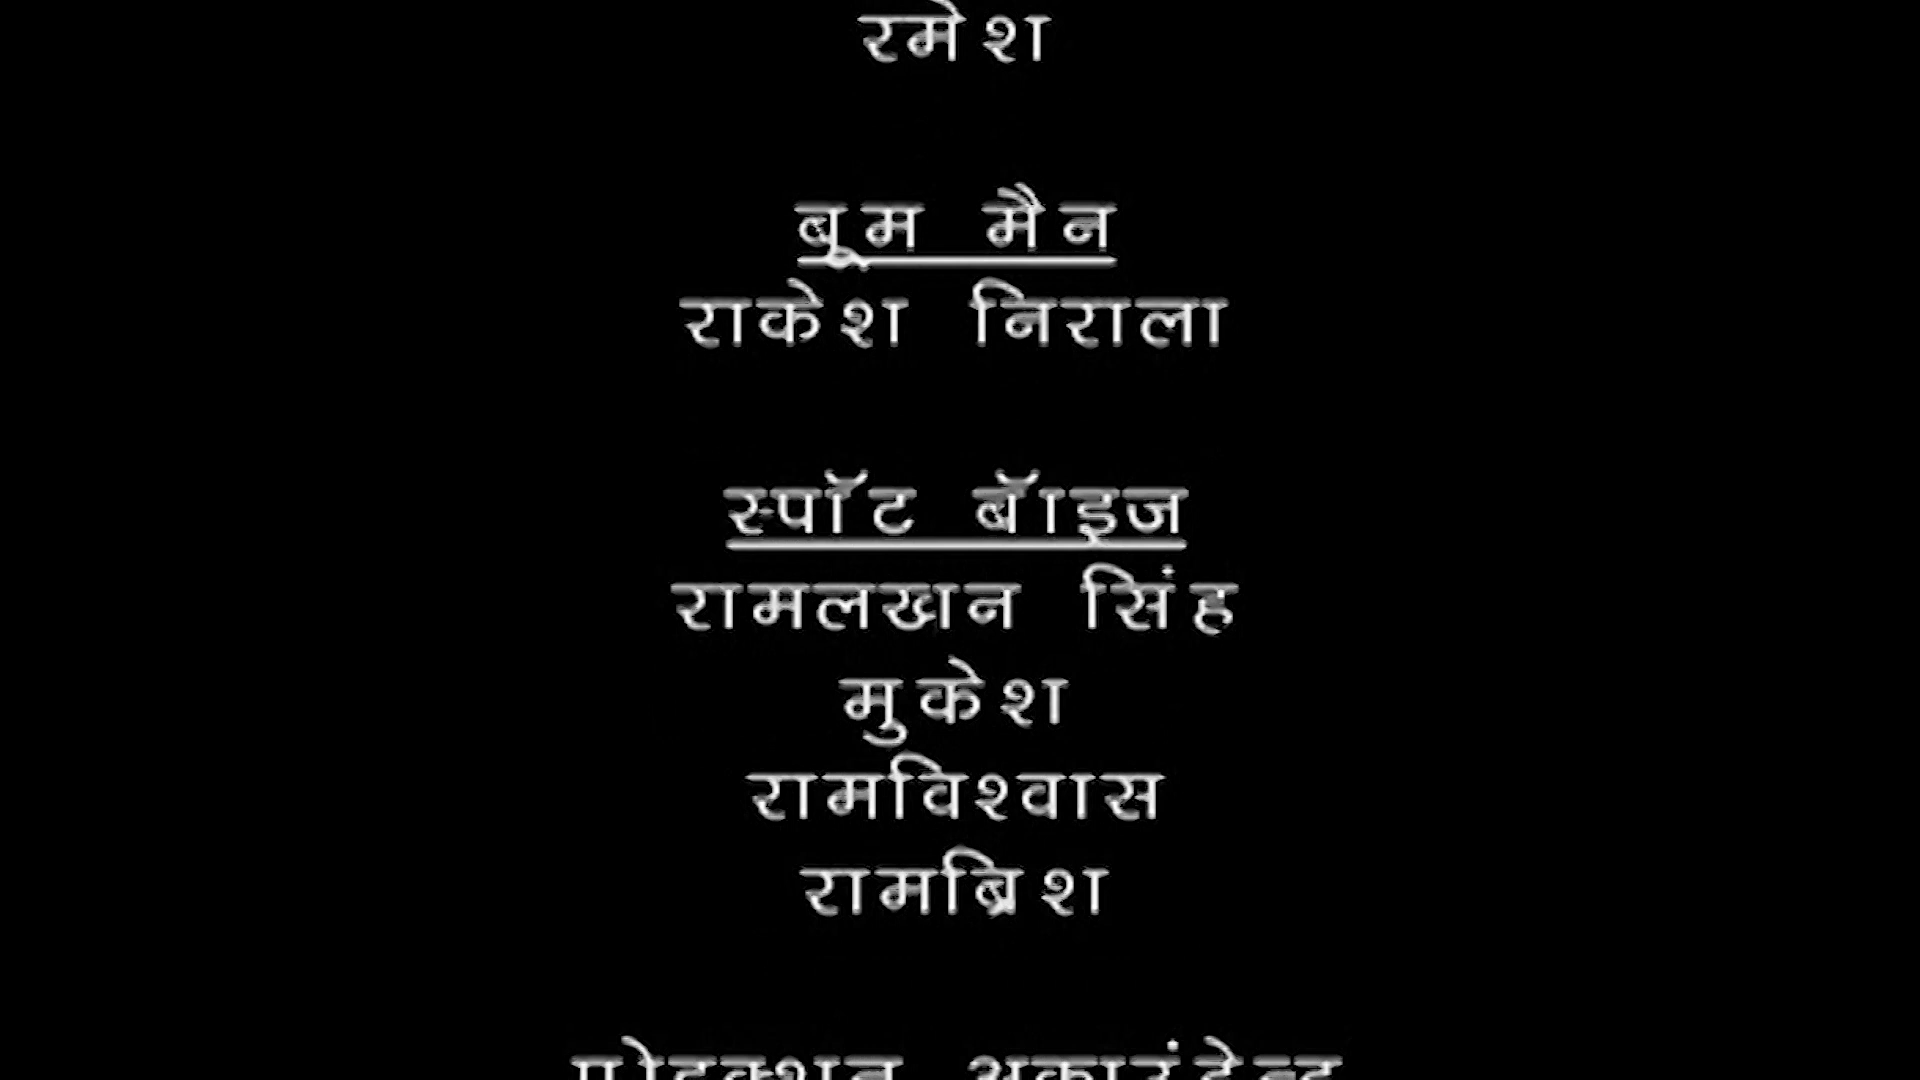 रमेश
बूम मैन
राकेश निराला
स्पॉट बॉइज
रामलखन सिंह
मुकेश
रामविश्वास
रामब्रिश